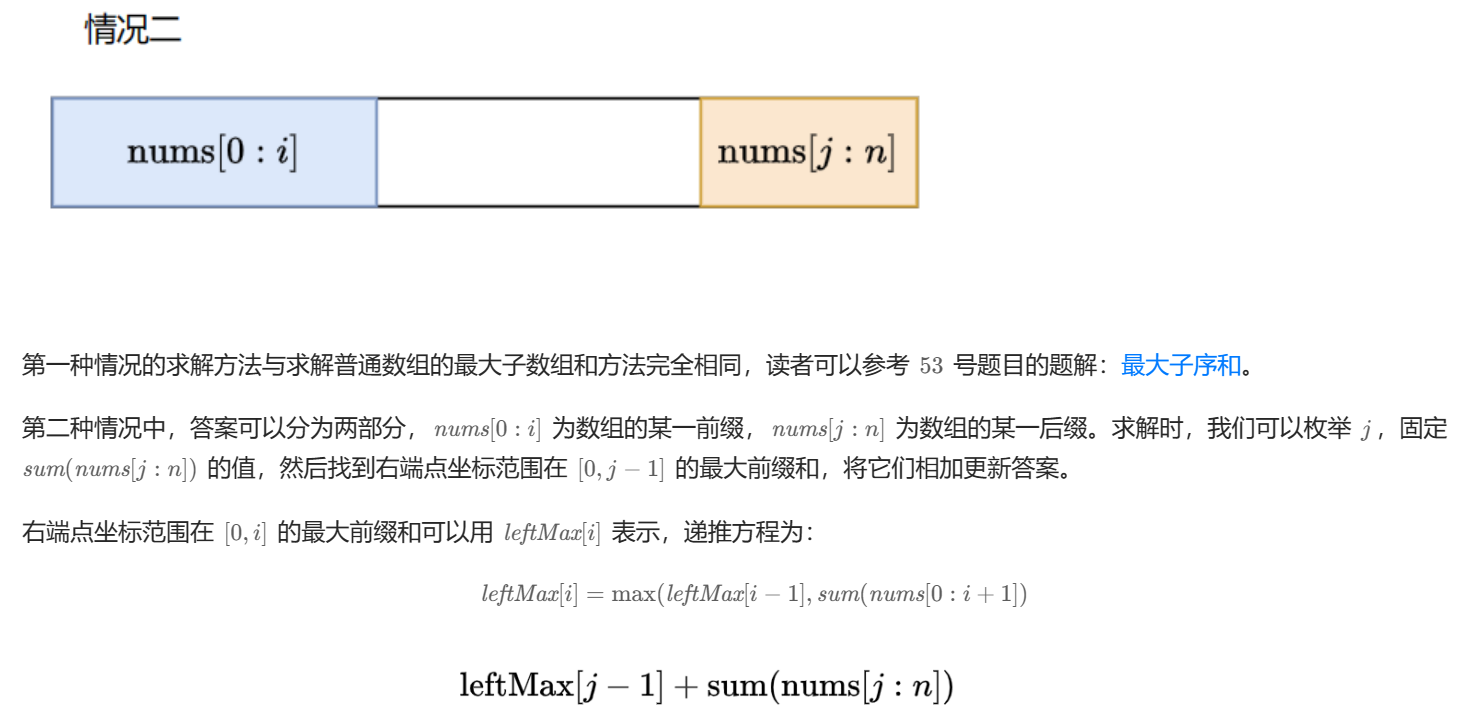 情况二
nums[0 : i] nums[j : n]
第一种情况的求解方法与求解普通数组的最大子数组和方法完全相同，读者可以参考 53 号题目的题解：最大子序和。
第二种情况中，答案可以分为两部分，nums[0 : i] 为数组的某一前缀，nums[j : n] 为数组的某一后缀。求解时，我们可以枚举 j，固定
sum(nums[j : n]) 的值，然后找到右端点坐标范围在 [0, j − 1] 的最大前缀和，将它们相加更新答案。
右端点坐标范围在 [0, i] 的最大前缀和可以用 leftMax[i] 表示，递推方程为：
leftMax[i] = max(leftMax[i − 1], sum(nums[0 : i + 1])
leftMax[j − 1] + sum(nums[j : n])